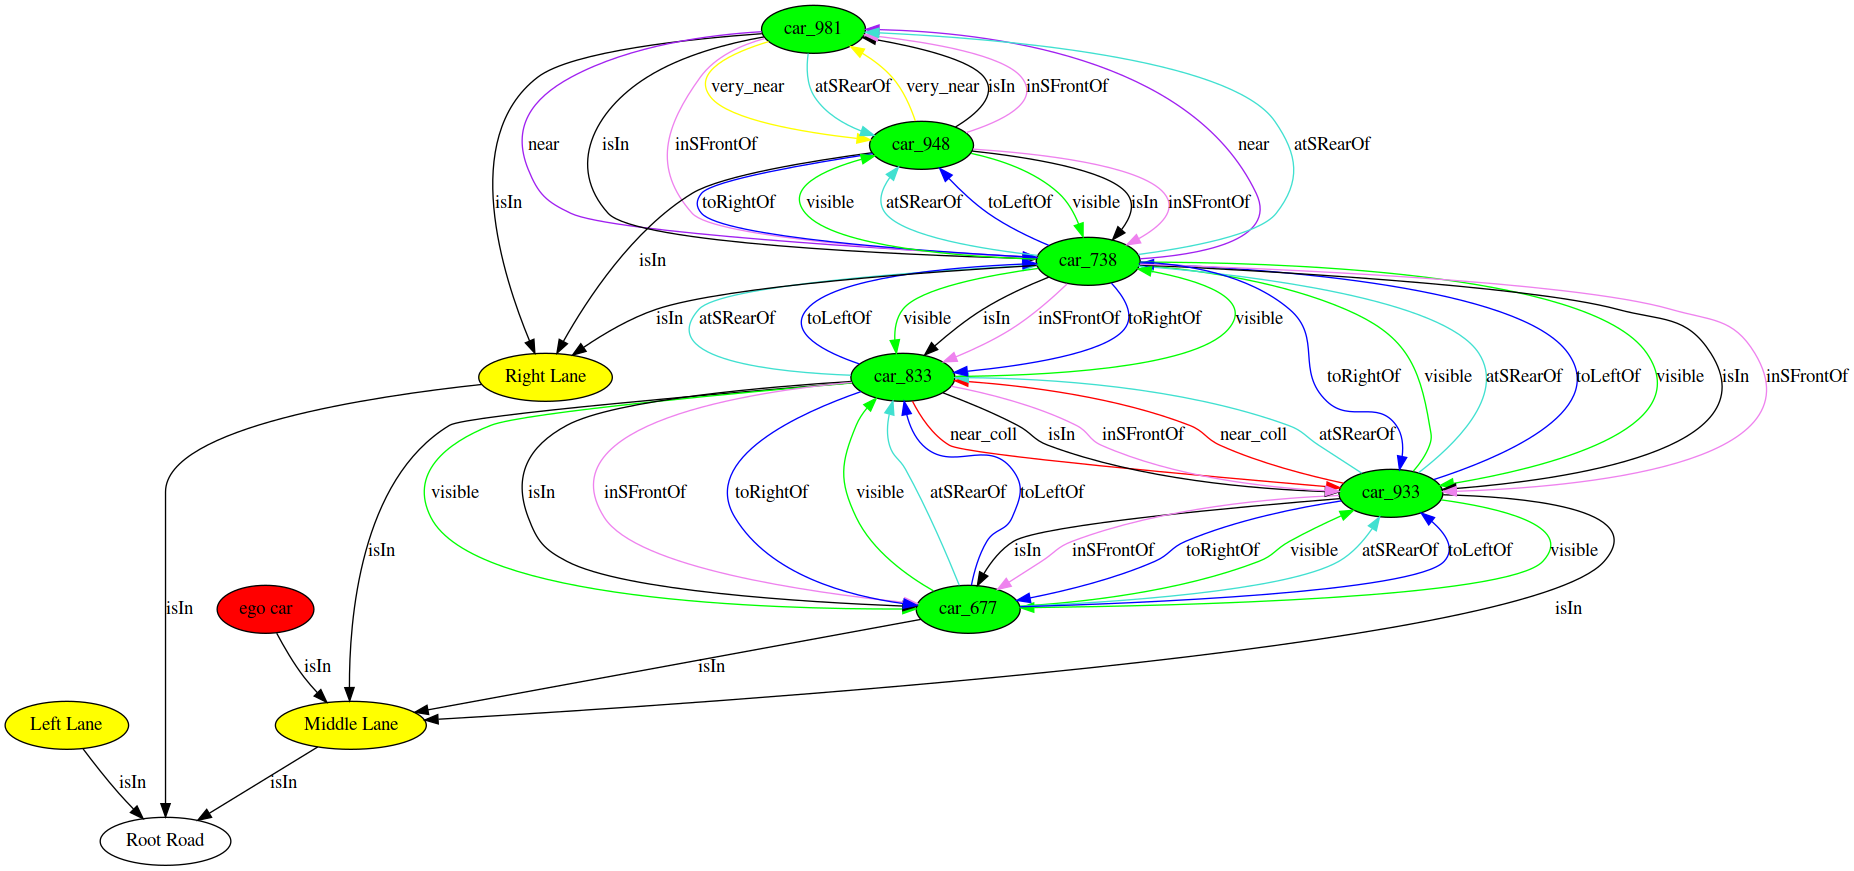 car_981
very_near atSRearOf very_near isIn inSFrontOf
near isIn inSFrontOf car_948 near atSRearOf
isIn toRightOf visible atSRearOf toLeftOf visible isIn inSFrontOf
isIn car_738
isIn atSRearOf toLeftOf visible isIn inSFrontOf toRightOf visible
Right Lane car_833 toRightOf visible atSRearOf toLeftOf visible isIn inSFrontOf
near_coll isIn inSFrontOf near_coll atSRearOf
visible isIn inSFrontOf toRightOf visible atSRearOf toLeftOf car_933
isIn isIn inSFrontOf toRightOf visible atSRearOf toLeftOf visible
isIn ego car car_677 isIn
isIn isIn
Left Lane Middle Lane
isIn isIn
Root Road